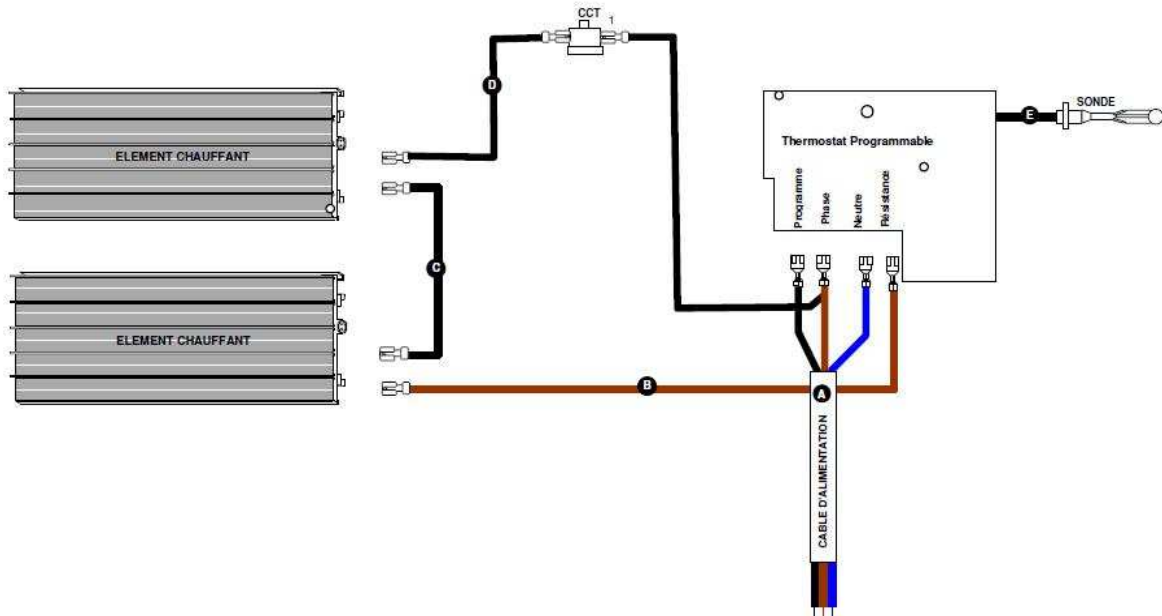 CCT
1
D
SONDE
E
Thermostat Programmable
ELEMENT CHAUFFANT
Programme
Phase
Neutre
Résistance
C
ELEMENT CHAUFFANT
B
A
CABLE D'ALIMENTATION